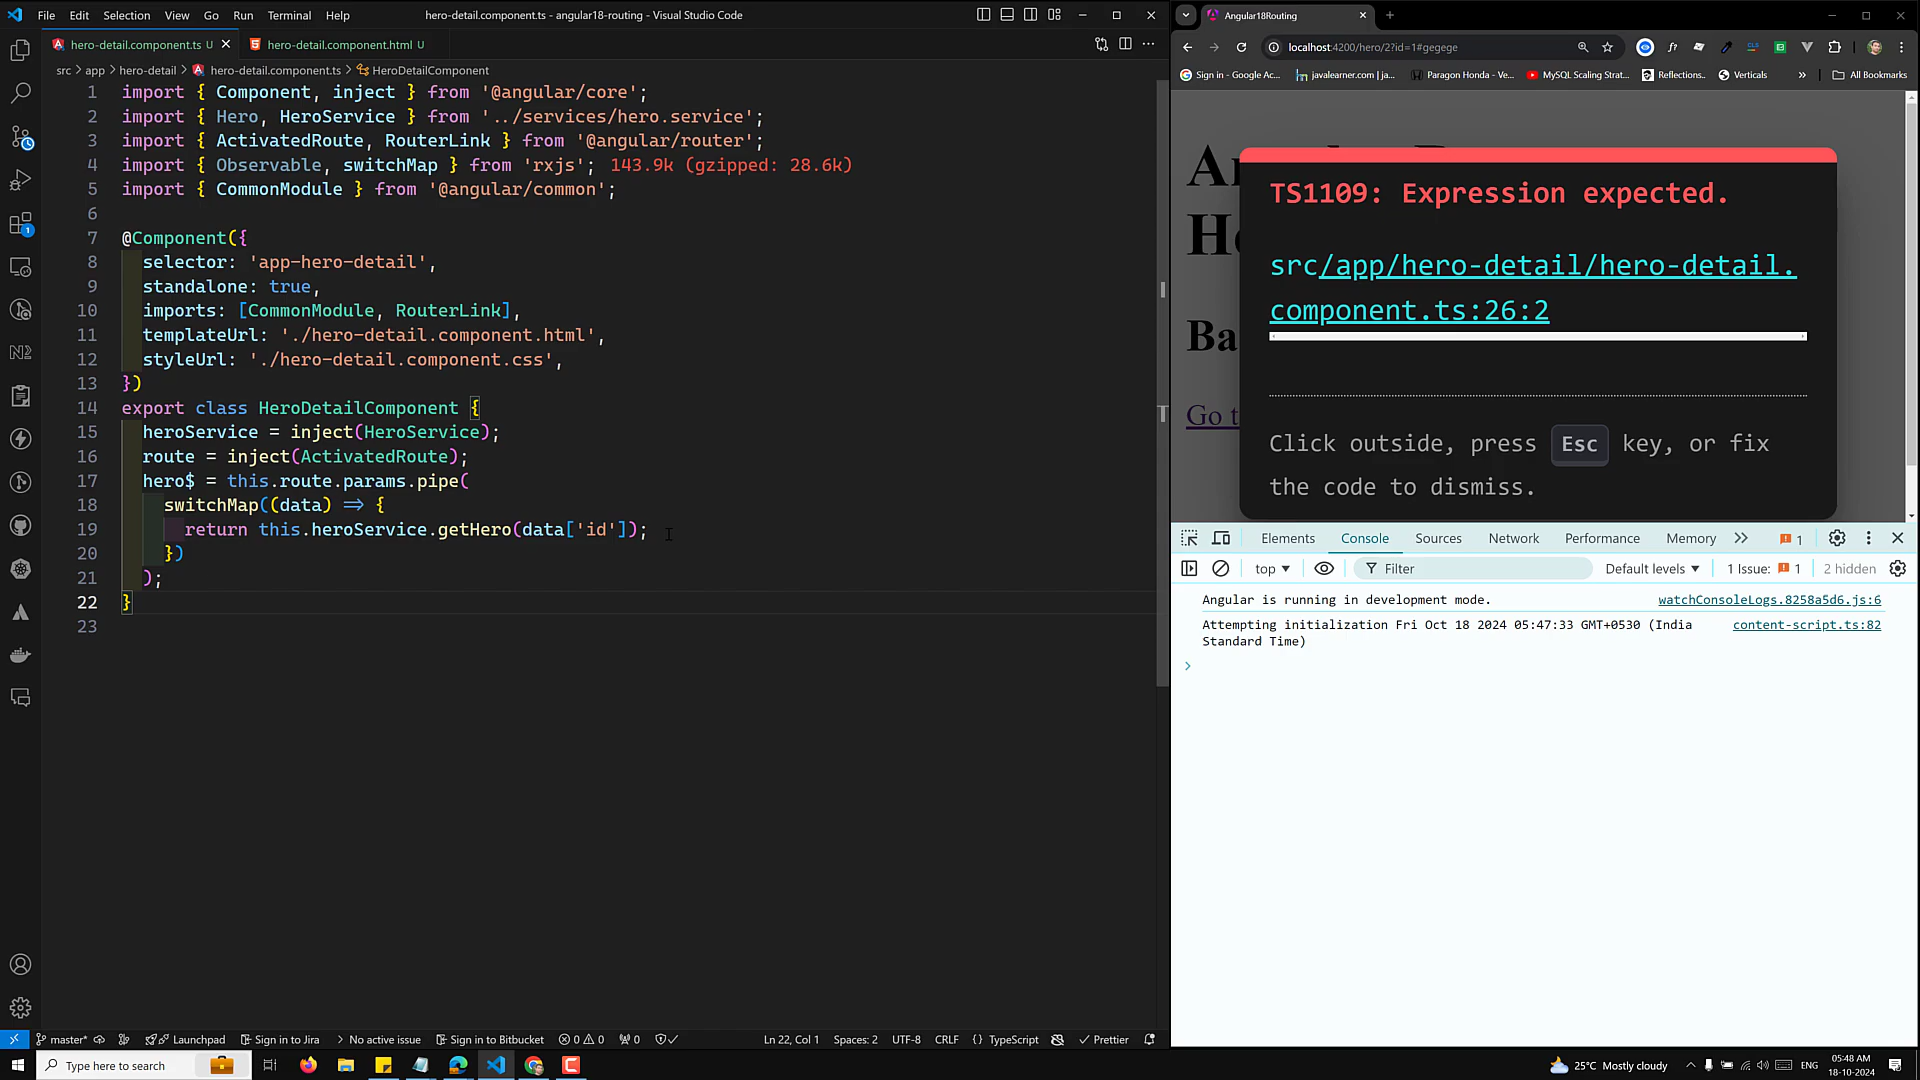 File Edit Selection View Go Run Terminal Help
hero-detail.component.ts - angular18-routing - Visual Studio Code
hero-detail.component.ts U
hero-detail.component.html U
src > app > hero-detail > hero-detail.component.ts > HeroDetailComponent
1 import { Component, inject } from '@angular/core';
2 import { Hero, HeroService } from '../services/hero.service';
3 import { ActivatedRoute, RouterLink } from '@angular/router';
4 import { Observable, switchMap } from 'rxjs'; 143.9k (gzipped: 28.6k)
5 import { CommonModule } from '@angular/common';
6
7 @Component({
8 selector: 'app-hero-detail',
9 standalone: true,
10 imports: [CommonModule, RouterLink],
11 templateUrl: './hero-detail.component.html',
12 styleUrl: './hero-detail.component.css',
13 })
14 export class HeroDetailComponent {
15 heroService = inject(HeroService);
16 route = inject(ActivatedRoute);
17 hero$ = this.route.params.pipe(
18 switchMap((data) => {
19 return this.heroService.getHero(data['id']);
20 })
21 );
22 }
23
master* Launchpad Sign in to Jira No active issue Sign in to Bitbucket 0 0 0 Ln 22, Col 1 Spaces: 2 UTF-8 CRLF {} TypeScript Prettier
Angular18Routing
localhost:4200/hero/2?id=1#gegege
Sign in - Google Ac... javalearner.com | ja... Paragon Honda - Ve... MySQL Scaling Strat... Reflections.. Verticals » All Bookmarks
TS1109: Expression expected.
src/app/hero-detail/hero-detail.
component.ts:26:2
Ba
Go t
Click outside, press Esc key, or fix
the code to dismiss.
Elements Console Sources Network Performance Memory » 1
top Filter Default levels 1 Issue: 1 2 hidden
Angular is running in development mode. watchConsoleLogs.8258a5d6.js:6
Attempting initialization Fri Oct 18 2024 05:47:33 GMT+0530 (India content-script.ts:82
Standard Time)
Type here to search
25°C Mostly cloudy
ENG
05:48 AM
18-10-2024